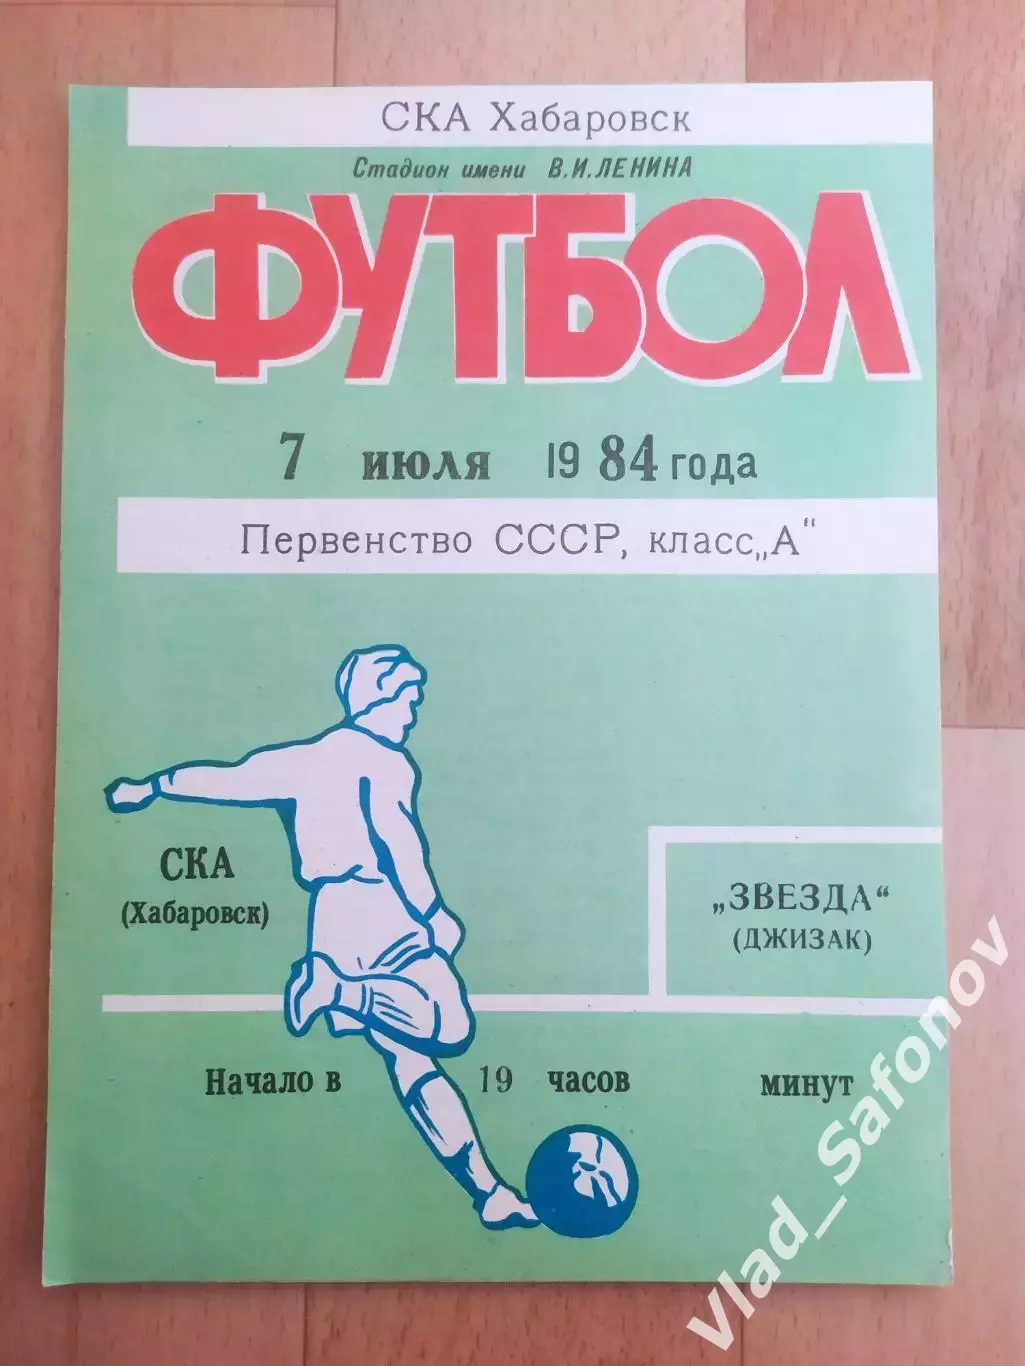 СКА Хабаровск
Стадион имени В.И.ЛЕНИНА
ФУТБОЛ
7 июля 1984 года
Первенство СССР, класс „А“
СКА
(Хабаровск)
„ЗВЕЗДА“
(ДЖИЗАК)
Начало в 19 часов минут
Vlad_Safonov